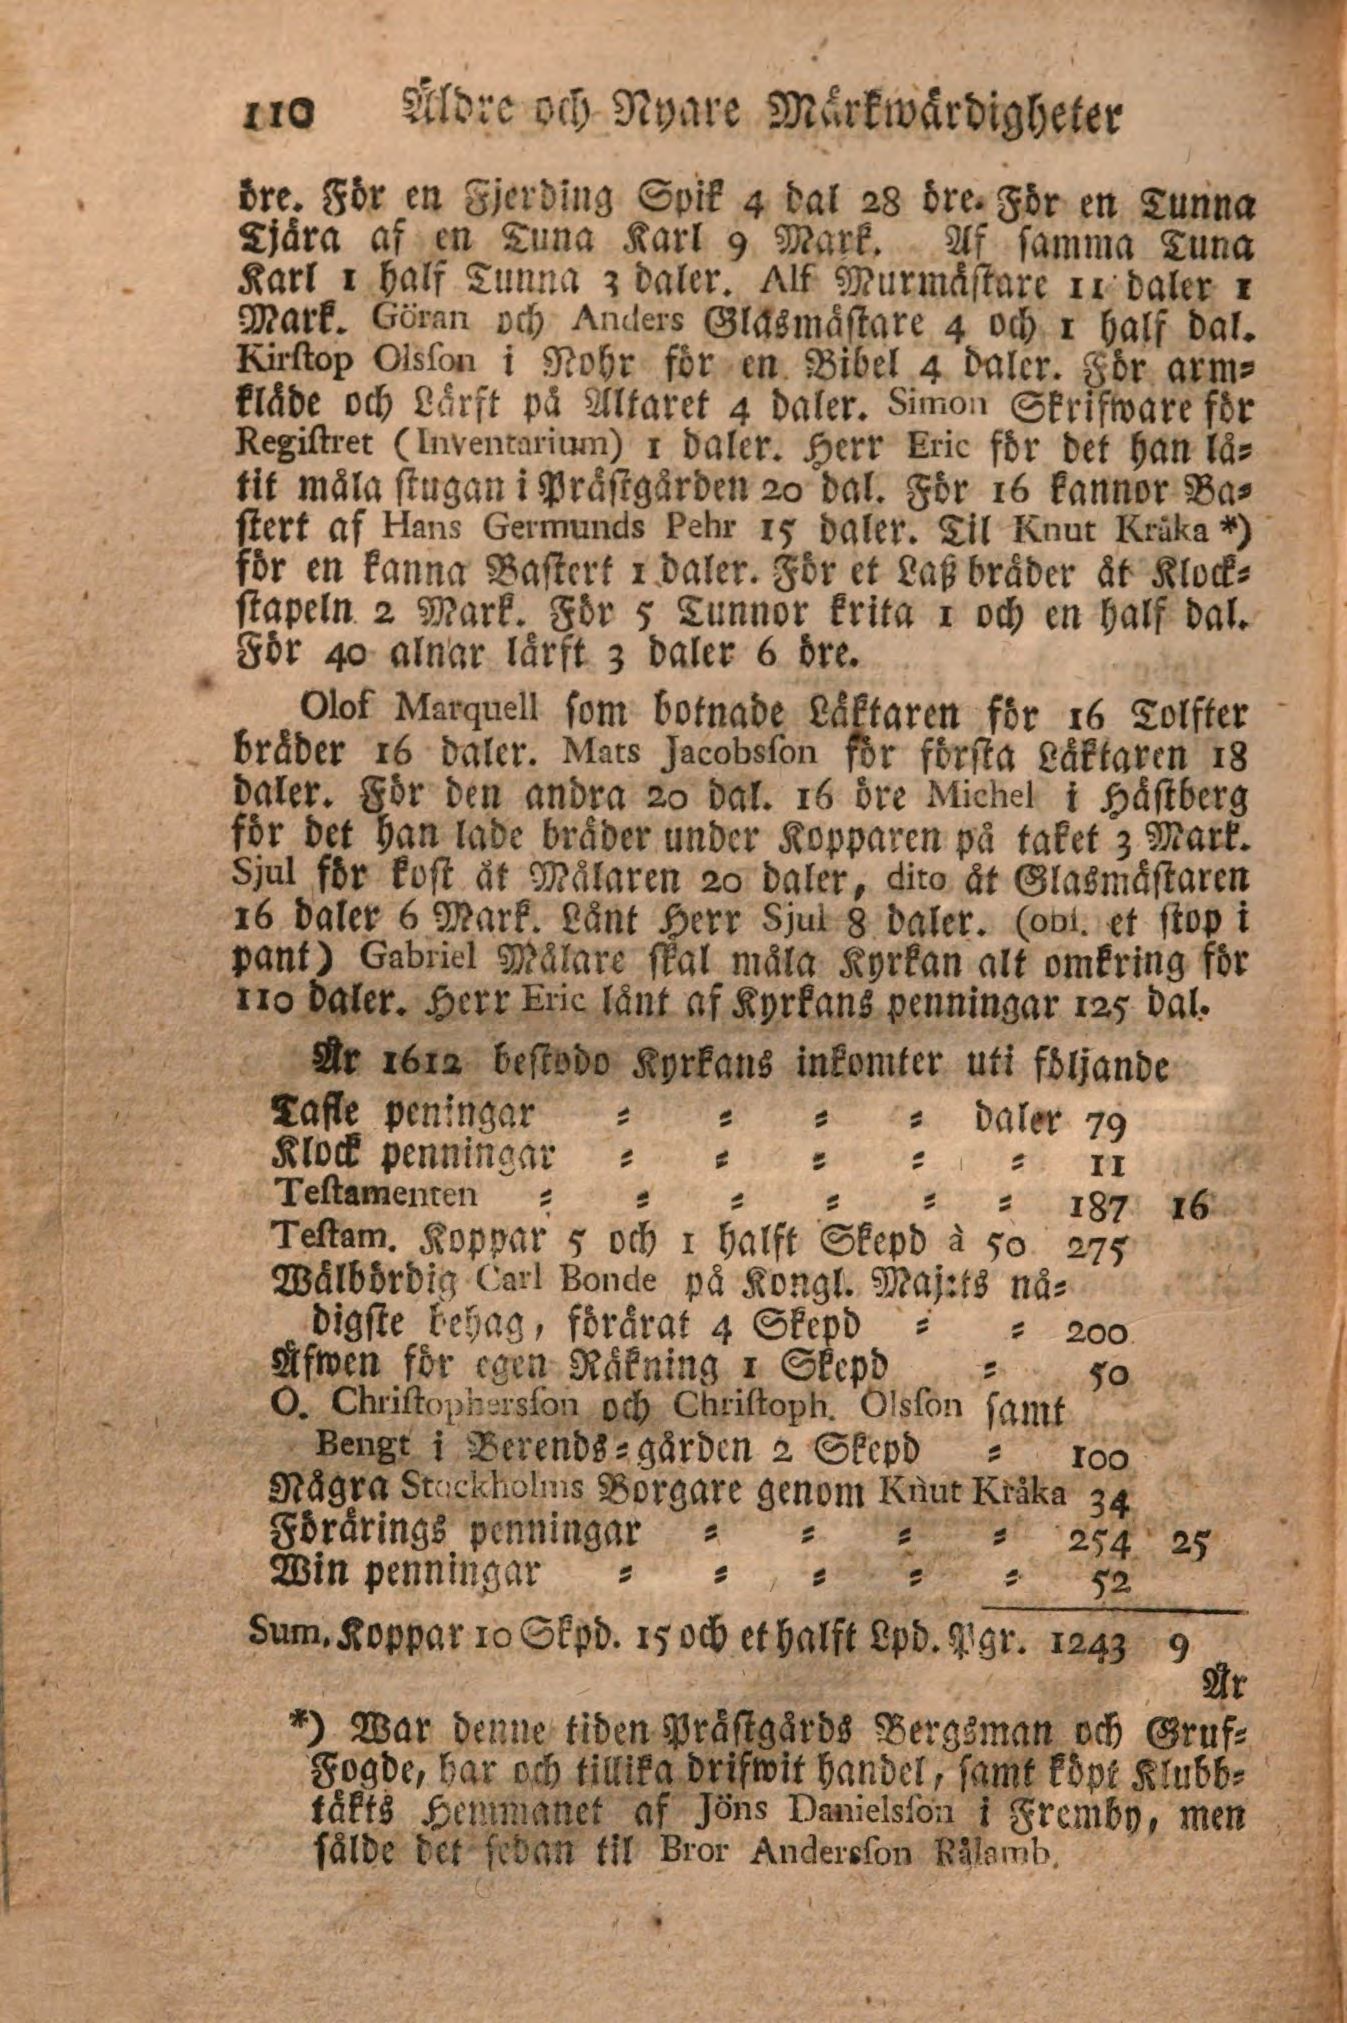 110 Äldre och Nyare Märkwärdigheter
öre. För en Fjerding Spik 4 dal 28 öre. För en Tunna
Tjära af en Tuna Karl 9 Mark. Af samma Tuna
Karl 1 half Tunna 3 daler. Alf Murmästare 11 daler 1
Mark. Göran och Anders Glasmästare 4 och 1 half dal.
Kirstop Olsson i Nohr för en Bibel 4 daler. För arm⸗
kläde och Lärft på Altaret 4 daler. Simon Skrifware för
Registret (Inventarium) 1 daler. Herr Eric för det han lå⸗
tit måla stugan i Prästgården 20 dal. För 16 kannor Ba⸗
stert af Hans Germunds Pehr 15 daler. Til Knut Kråka *)
för en kanna Bastert 1 daler. För et Laß bräder åt Klock⸗
stapeln 2 Mark. För 5 Tunnor krita 1 och en half dal.
För 40 alnar lärft 3 daler 6 öre.
Olof Marquell som botnade Läktaren för 16 Tolfter
bräder 16 daler. Mats Jacobsson för första Läktaren 18
daler. För den andra 20 dal. 16 öre Michel i Hästberg
för det han lade bräder under Kopparen på taket 3 Mark.
Sjul för kost åt Målaren 20 daler, dito åt Glasmästaren
16 daler 6 Mark. Lånt Herr Sjul 8 daler. (obf. et stop i
pant) Gabriel Målare skal måla Kyrkan alt omkring för
110 daler. Herr Eric lånt af Kyrkans penningar 125 dal.
År 1612 bestodo Kyrkans inkomter uti följande
Tafle peningar ⸗ ⸗ ⸗ ⸗ daler 79
Klock penningar ⸗ ⸗ ⸗ ⸗ ⸗ 11
Testamenten ⸗ ⸗ ⸗ ⸗ ⸗ ⸗ 187 16
Testam. Koppar 5 och 1 halft Skepd à 50 275
Wälbördig Carl Bonde på Kongl. Maj:ts nå⸗
digste behag, förärat 4 Skepd ⸗ ⸗ 200
Äfwen för egen Räkning 1 Skepd ⸗ 50
O. Christophersson och Christoph. Olsson samt
Bengt i Berends⸗gården 2 Skepd ⸗ 100
Några Stockholms Borgare genom Knut Kråka 34
Förärings penningar ⸗ ⸗ ⸗ ⸗ 254 25
Win penningar ⸗ ⸗ ⸗ ⸗ ⸗ 52
Sum. Koppar 10 Skpd. 15 och et halft Lpd. Pgr. 1243 9
År
*) War denne tiden Prästgårds Bergsman och Gruf⸗
Fogde, har och tillika drifwit handel, samt köpt Klubb⸗
täkts Hemmanet af Jöns Danielsson i Fremby, men
sålde det sedan til Bror Andersson Rålamb.